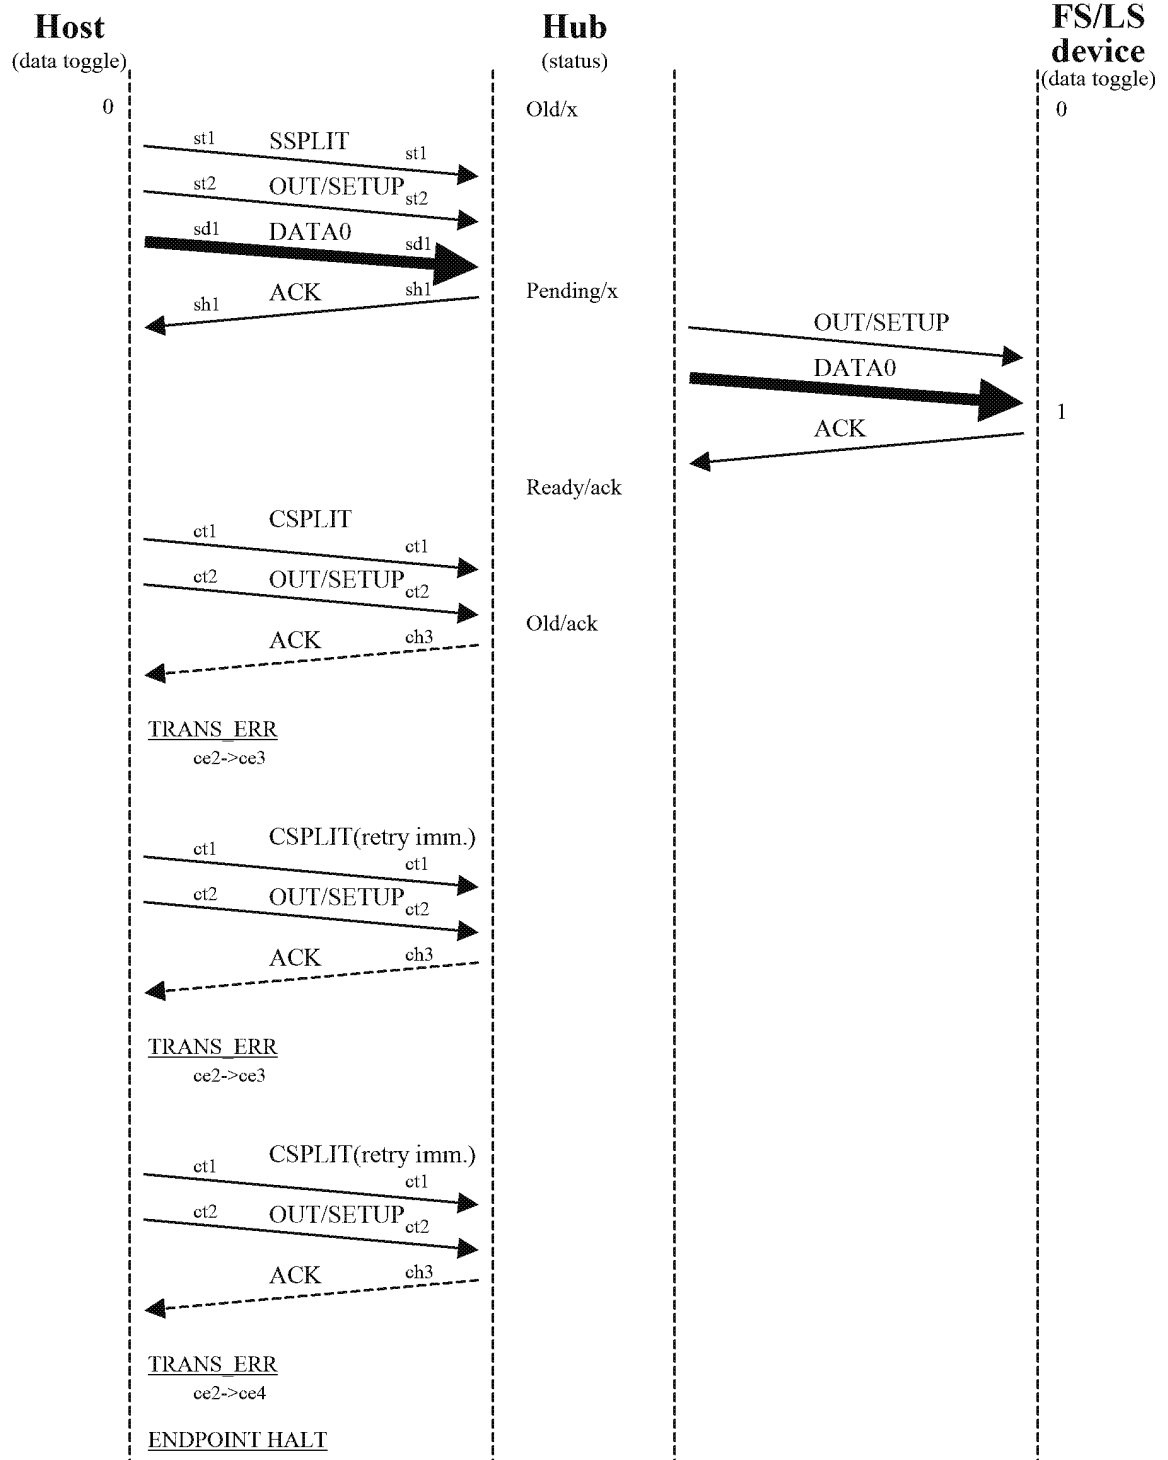 Host
(data toggle)
Hub
(status)
FS/LS
device
(data toggle)
0
Old/x
0
st1 SSPLIT st1
st2 OUT/SETUP st2
sd1 DATA0 sd1
sh1 ACK sh1
Pending/x
OUT/SETUP
DATA0
1
ACK
Ready/ack
ct1 CSPLIT ct1
ct2 OUT/SETUP ct2
Old/ack
ACK ch3
TRANS_ERR
ce2->ce3
ct1 CSPLIT(retry imm.) ct1
ct2 OUT/SETUP ct2
ACK ch3
TRANS_ERR
ce2->ce3
ct1 CSPLIT(retry imm.) ct1
ct2 OUT/SETUP ct2
ACK ch3
TRANS_ERR
ce2->ce4
ENDPOINT HALT